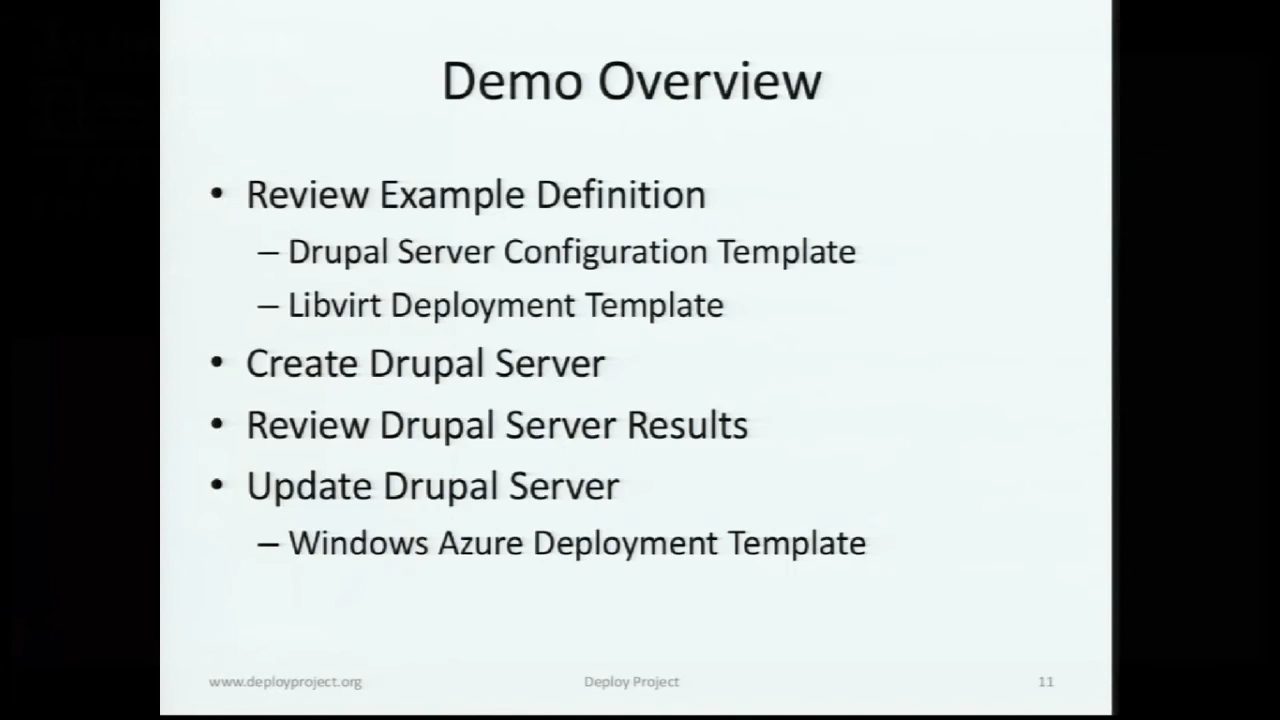 Demo Overview
• Review Example Definition
– Drupal Server Configuration Template
– Libvirt Deployment Template
• Create Drupal Server
• Review Drupal Server Results
• Update Drupal Server
– Windows Azure Deployment Template
www.deployproject.org
Deploy Project
11